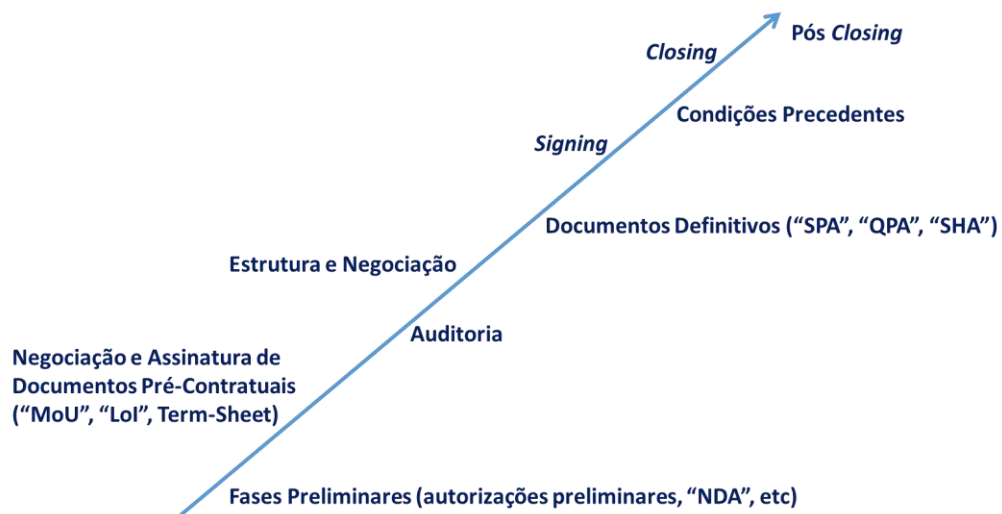 Closing
Pós Closing
Condições Precedentes
Signing
Documentos Definitivos (“SPA”, “QPA”, “SHA”)
Estrutura e Negociação
Auditoria
Negociação e Assinatura de
Documentos Pré-Contratuais
(“MoU”, “LoI”, Term-Sheet)
Fases Preliminares (autorizações preliminares, “NDA”, etc)